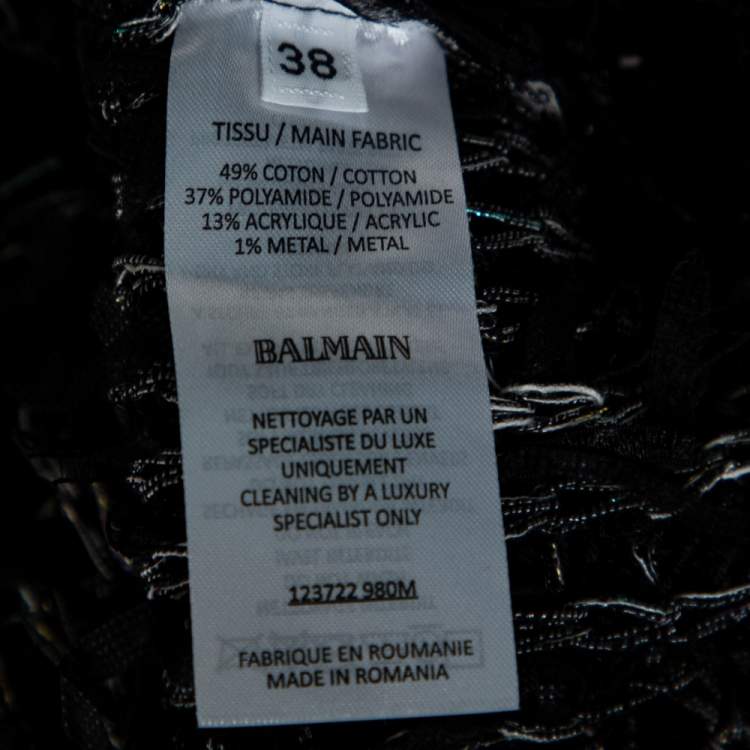 38
TISSU / MAIN FABRIC
49% COTON / COTTON
37% POLYAMIDE / POLYAMIDE
13% ACRYLIQUE / ACRYLIC
1% METAL / METAL
BALMAIN
NETTOYAGE PAR UN
SPECIALISTE DU LUXE
UNIQUEMENT
CLEANING BY A LUXURY
SPECIALIST ONLY
123722 980M
FABRIQUE EN ROUMANIE
MADE IN ROMANIA